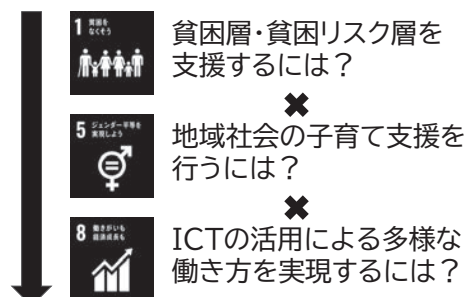 1 貧困を
なくそう
貧困層・貧困リスク層を
支援するには？
✖
5 ジェンダー平等を
実現しよう
地域社会の子育て支援を
行うには？
✖
8 働きがいも
経済成長も
ICTの活用による多様な
働き方を実現するには？